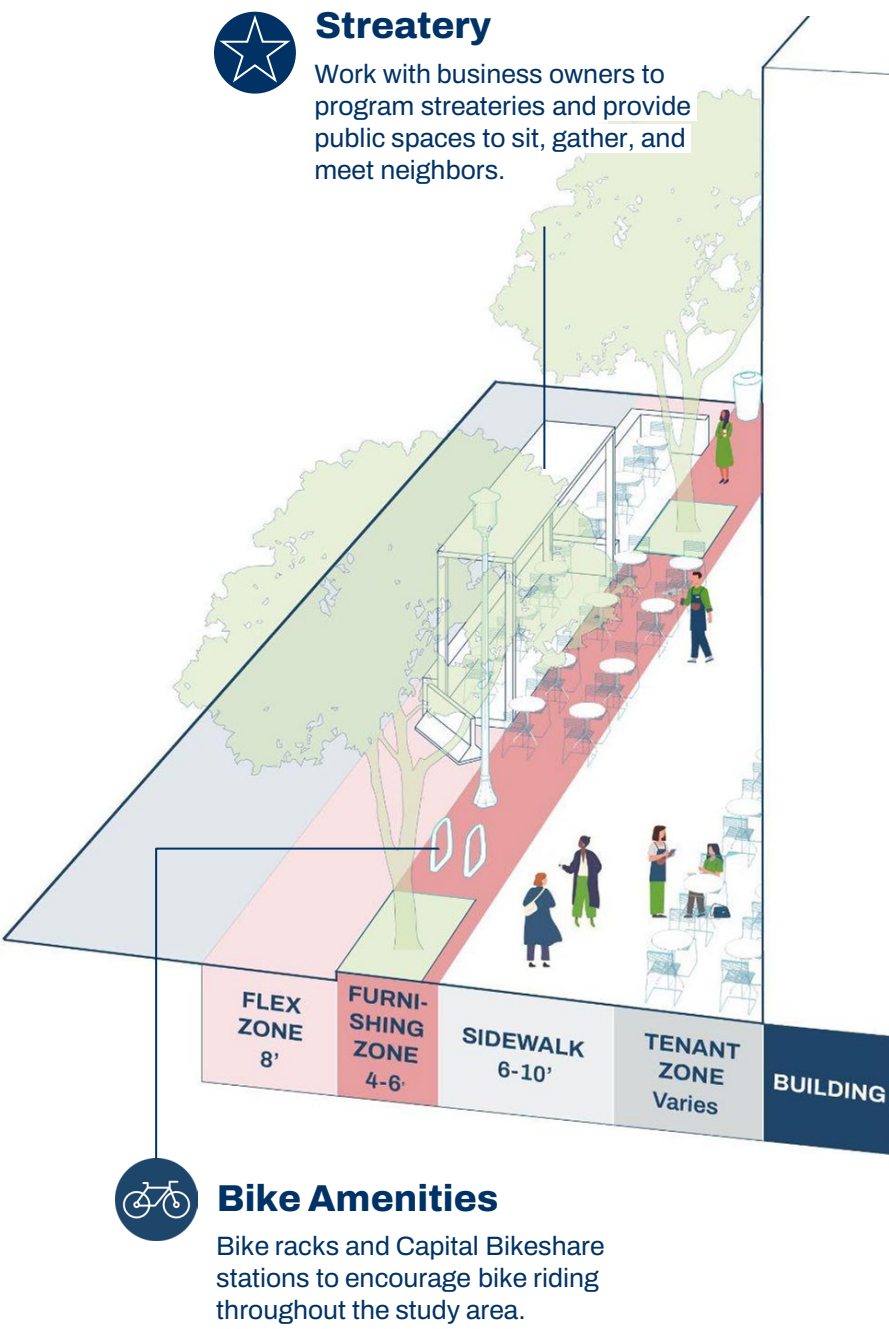 Streatery
Work with business owners to
program streateries and provide
public spaces to sit, gather, and
meet neighbors.
FLEX
ZONE
8’
FURNI-
SHING
ZONE
4-6’
SIDEWALK
6-10’
TENANT
ZONE
Varies
BUILDING
Bike Amenities
Bike racks and Capital Bikeshare
stations to encourage bike riding
throughout the study area.